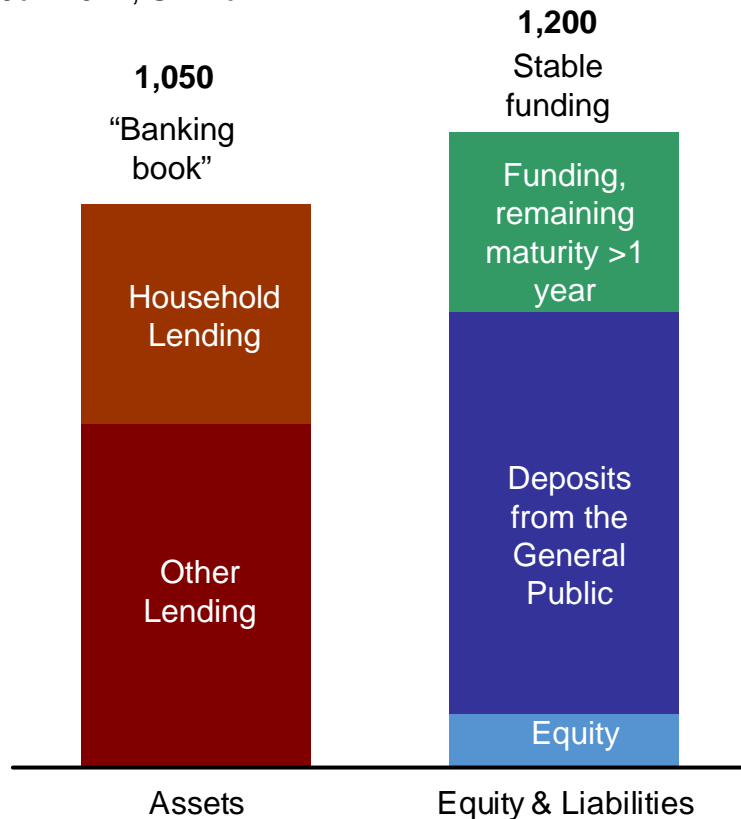 1,050
“Banking
book”
Household
Lending
Other
Lending
Assets
1,200
Stable
funding
Funding,
remaining
maturity >1
year
Deposits
from the
General
Public
Equity
Equity & Liabilities